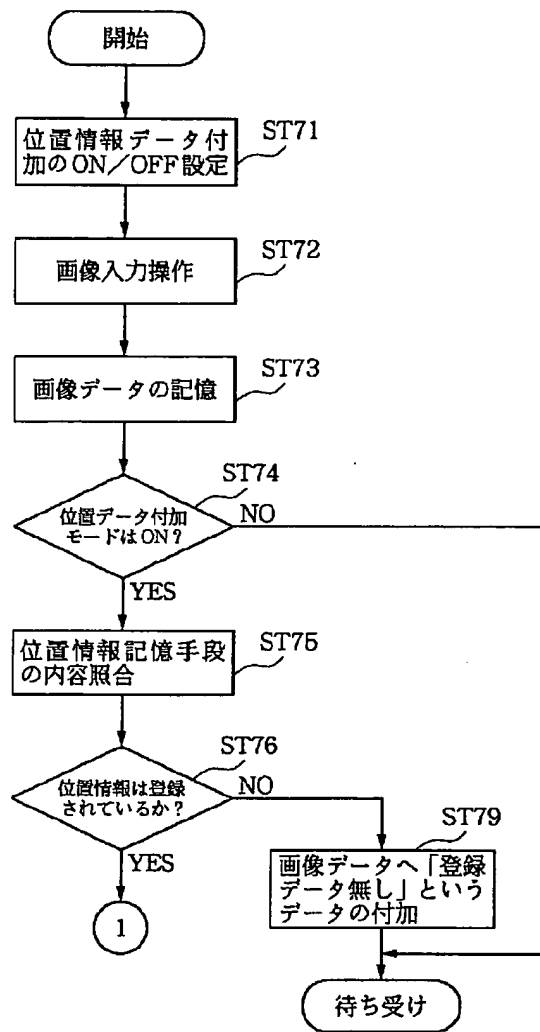 開始
位置情報データ付
加のON/OFF設定
ST71
画像入力操作
ST72
画像データの記憶
ST73
位置データ付加
モードはON?
ST74
NO
YES
位置情報記憶手段
の内容照合
ST75
位置情報は登録
されているか?
ST76
NO
YES
1
画像データへ「登録
データ無し」という
データの付加
ST79
待ち受け